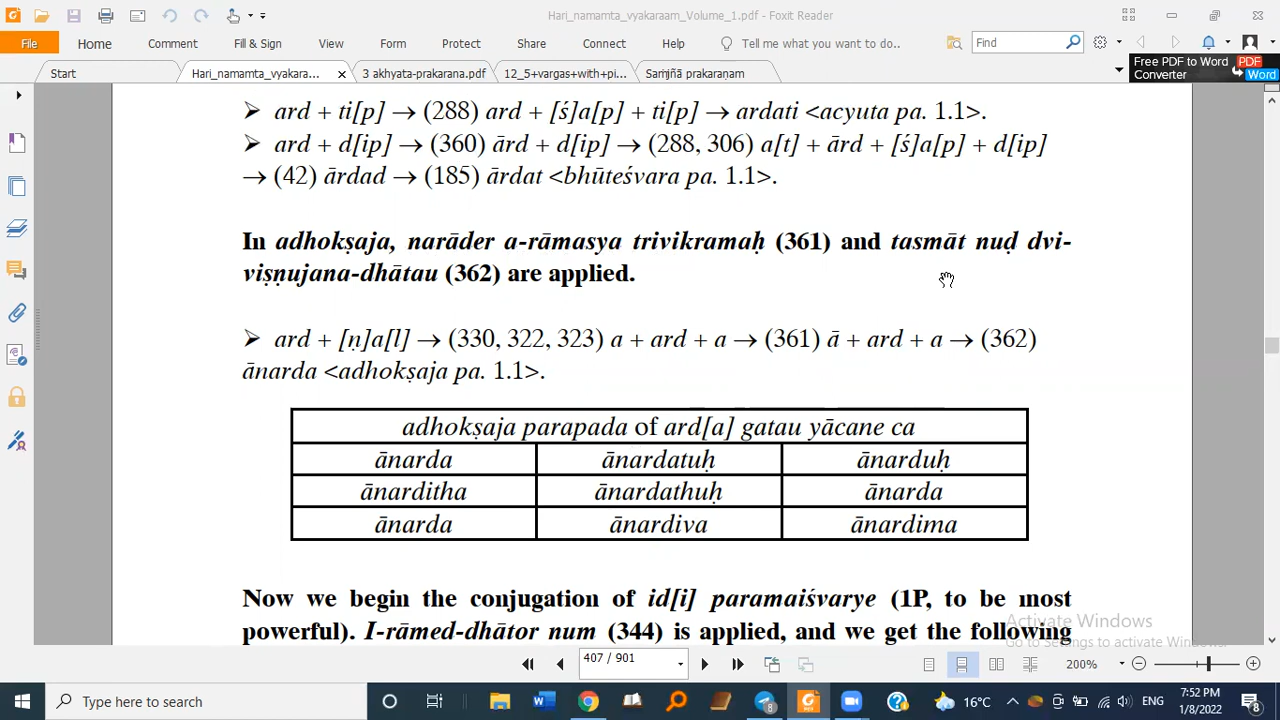 Hari_namamta_vyakaraam_Volume_1.pdf - Foxit Reader
File Home Comment Fill & Sign View Form Protect Share Connect Help Tell me what you want to do.. Find
Free PDF to Word Converter PDF Word
Start Hari_namamta_vyakara... 3 akhyata-prakarana.pdf 12_5+vargas+with+pi... Saṁjñā prakaraṇam
➢ ard + ti[p] → (288) ard + [ś]a[p] + ti[p] → ardati <acyuta pa. 1.1>.
➢ ard + d[ip] → (360) ārd + d[ip] → (288, 306) a[t] + ārd + [ś]a[p] + d[ip]
→ (42) ārdad → (185) ārdat <bhūteśvara pa. 1.1>.
In adhokṣaja, narāder a-rāmasya trivikramaḥ (361) and tasmāt nuḍ dvi-
viṣṇujana-dhātau (362) are applied.
➢ ard + [ṇ]a[l] → (330, 322, 323) a + ard + a → (361) ā + ard + a → (362)
ānarda <adhokṣaja pa. 1.1>.
adhokṣaja parapada of ard[a] gatau yācane ca
ānarda ānardatuḥ ānarduḥ
ānarditha ānardathuḥ ānarda
ānarda ānardiva ānardima
Now we begin the conjugation of id[i] paramaiśvarye (1P, to be most
powerful). I-rāmed-dhātor num (344) is applied, and we get the following
Activate Windows
Go to Settings to activate Windows.
407 / 901 200%
Type here to search 16°C ENG 7:52 PM
1/8/2022 8